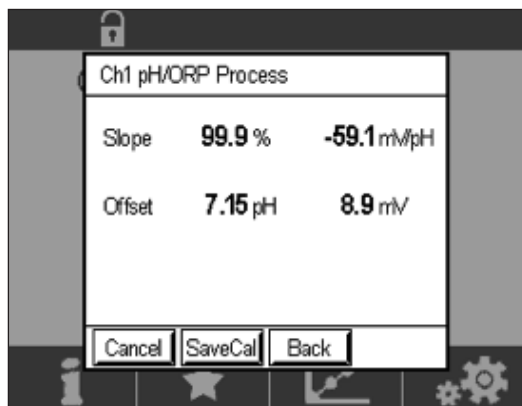 Ch1 pH/ORP Process
Slope 99.9 % -59.1 mV/pH
Offset 7.15 pH 8.9 mV
Cancel SaveCal Back